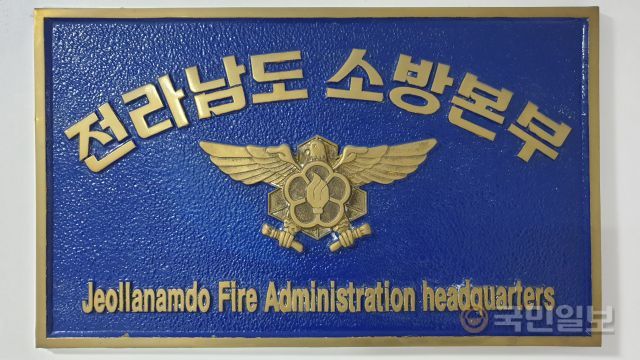 전라남도 소방본부
Jeollanamdo Fire Administration headquarters
국민일보